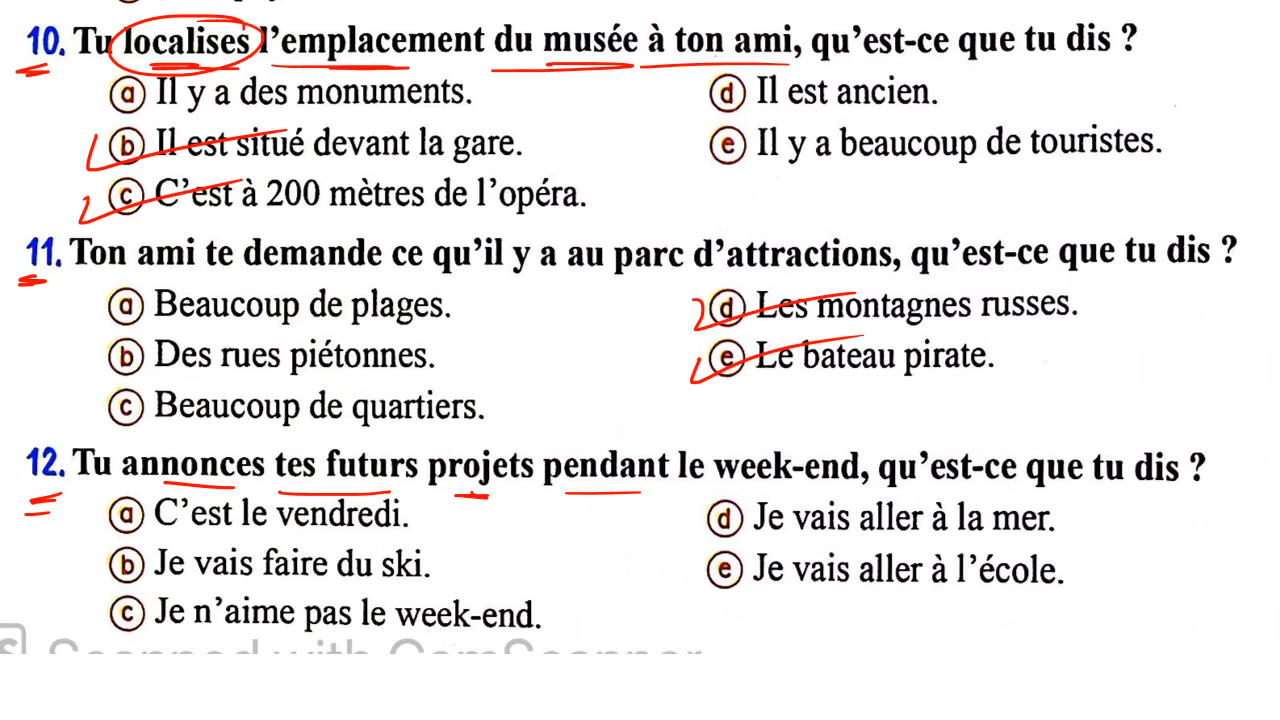 10. Tu localises l'emplacement du musée à ton ami, qu'est-ce que tu dis ?
a Il y a des monuments.
d Il est ancien.
b Il est situé devant la gare.
e Il y a beaucoup de touristes.
c C'est à 200 mètres de l'opéra.
11. Ton ami te demande ce qu'il y a au parc d'attractions, qu'est-ce que tu dis ?
a Beaucoup de plages.
d Les montagnes russes.
b Des rues piétonnes.
e Le bateau pirate.
c Beaucoup de quartiers.
12. Tu annonces tes futurs projets pendant le week-end, qu'est-ce que tu dis ?
a C'est le vendredi.
d Je vais aller à la mer.
b Je vais faire du ski.
e Je vais aller à l'école.
c Je n'aime pas le week-end.
Scanned with CamScanner